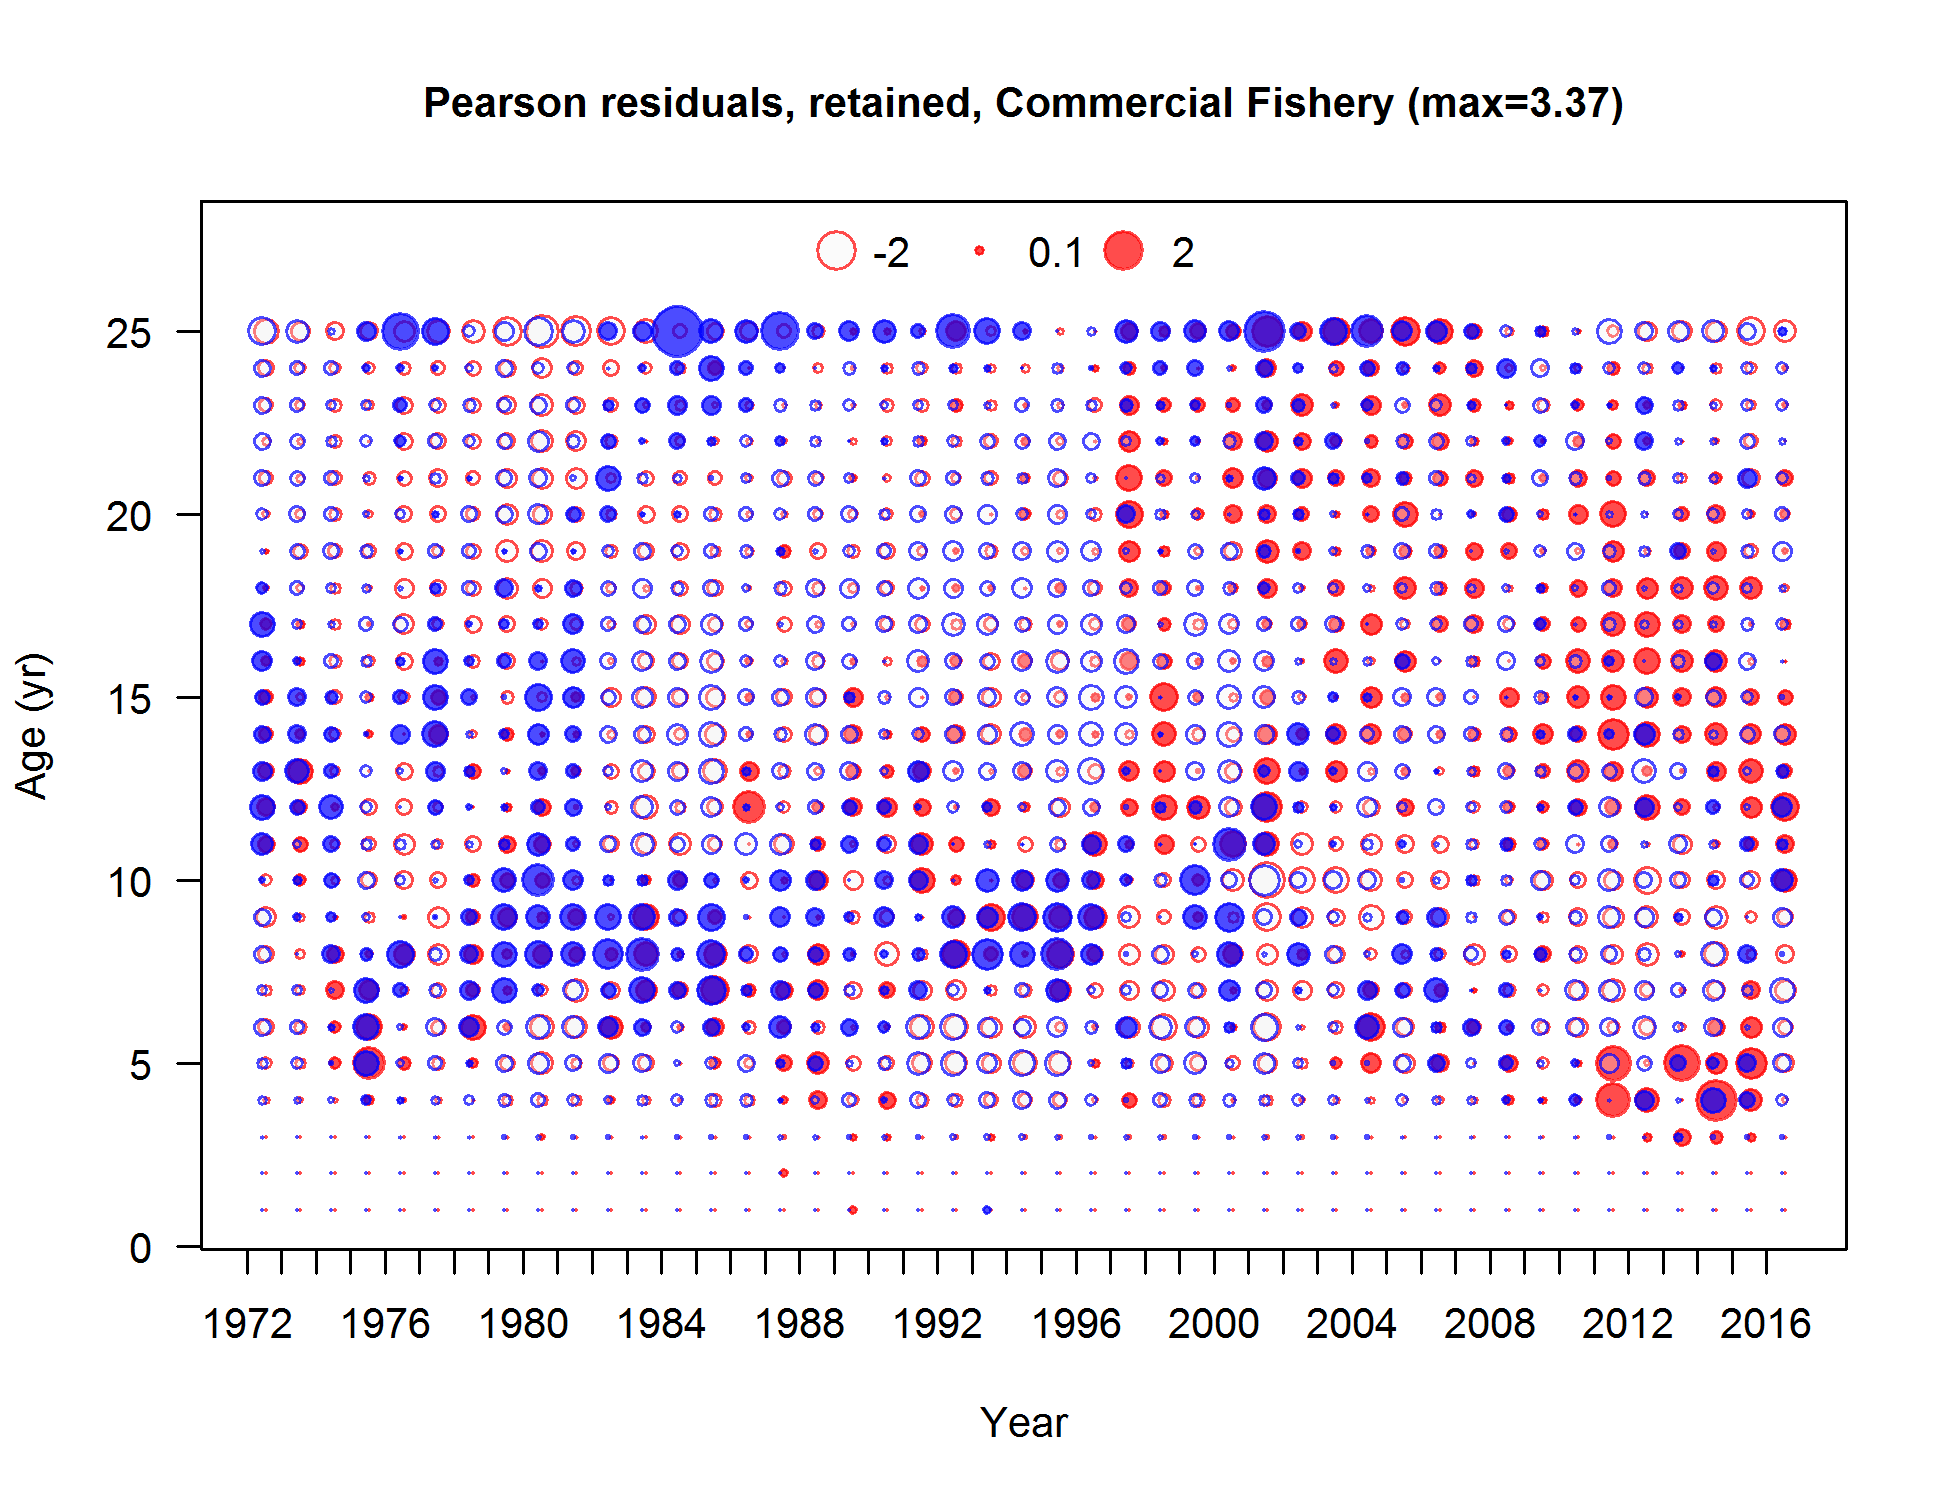 Pearson residuals, retained, Commercial Fishery (max=3.37)
-2 0.1 2
25
20
15
10
5
0
Age (yr)
1972 1976 1980 1984 1988 1992 1996 2000 2004 2008 2012 2016
Year